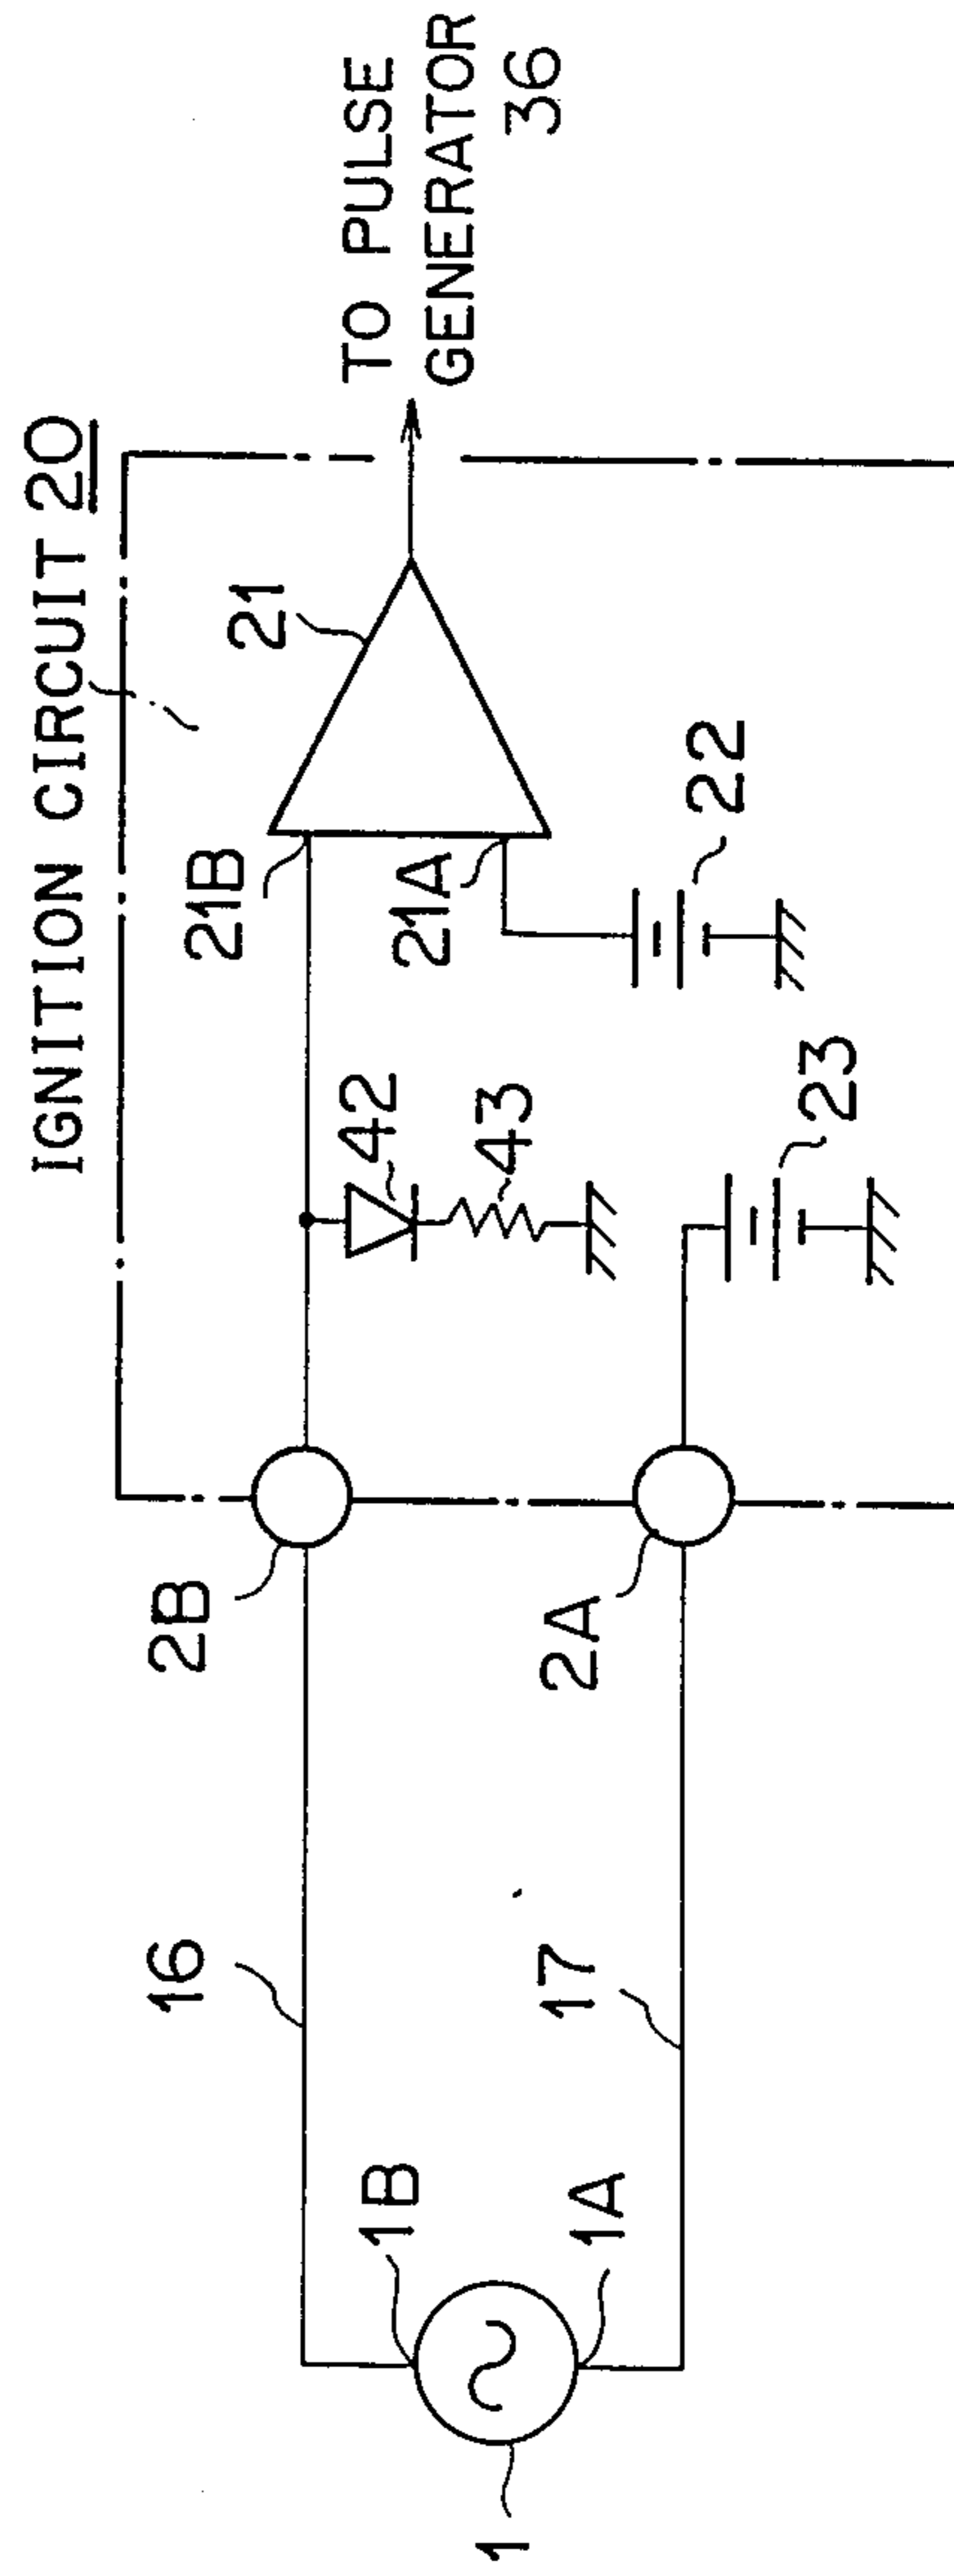 IGNITION CIRCUIT 20
TO PULSE
GENERATOR
36
21
21B
21A
22
42
43
23
2B
2A
16
17
1B
1A
1